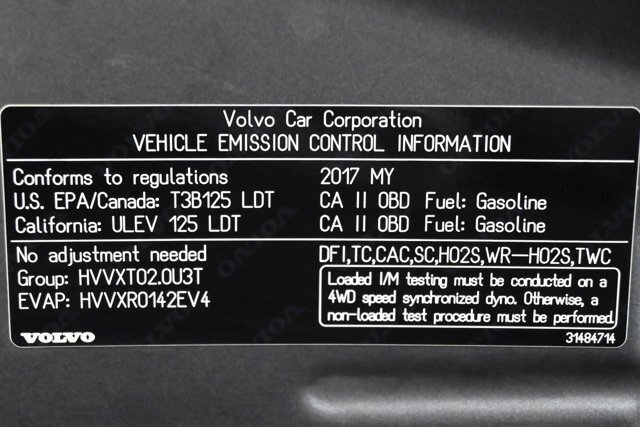 Volvo Car Corporation
VEHICLE EMISSION CONTROL INFORMATION
Conforms to regulations 2017 MY
U.S. EPA/Canada: T3B125 LDT CA II OBD Fuel: Gasoline
California: ULEV 125 LDT CA II OBD Fuel: Gasoline
No adjustment needed DFI,TC,CAC,SC,HO2S,WR-HO2S,TWC
Group: HVVXT02.0U3T
EVAP: HVVXR0142EV4
Loaded I/M testing must be conducted on a
4WD speed synchronized dyno. Otherwise, a
non-loaded test procedure must be performed.
VOLVO 31484714